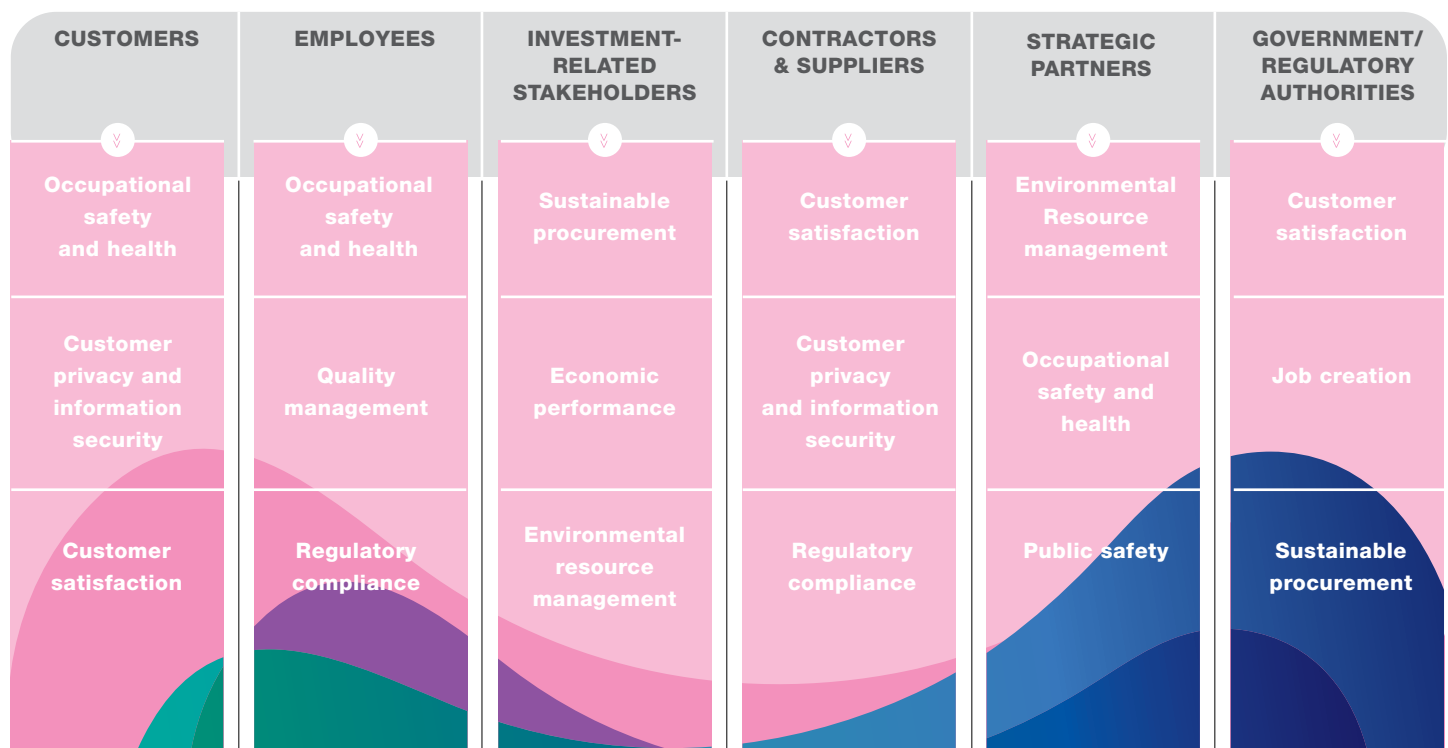 CUSTOMERS
Occupational
safety
and health
Customer
privacy and
information
security
Customer
satisfaction
EMPLOYEES
Occupational
safety
and health
Quality
management
Regulatory
compliance
INVESTMENT-
RELATED
STAKEHOLDERS
Sustainable
procurement
Economic
performance
Environmental
resource
management
CONTRACTORS
& SUPPLIERS
Customer
satisfaction
Customer
privacy
and information
security
Regulatory
compliance
STRATEGIC
PARTNERS
Environmental
Resource
management
Occupational
safety and
health
Public safety
GOVERNMENT/
REGULATORY
AUTHORITIES
Customer
satisfaction
Job creation
Sustainable
procurement